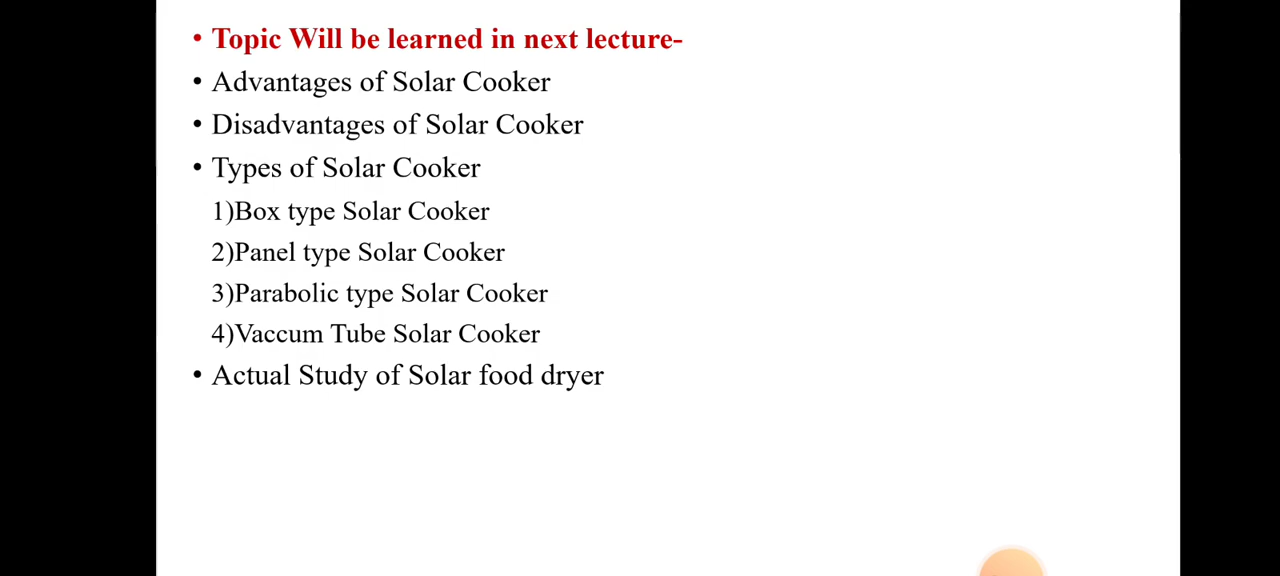 • Topic Will be learned in next lecture-
• Advantages of Solar Cooker
• Disadvantages of Solar Cooker
• Types of Solar Cooker
1)Box type Solar Cooker
2)Panel type Solar Cooker
3)Parabolic type Solar Cooker
4)Vaccum Tube Solar Cooker
• Actual Study of Solar food dryer